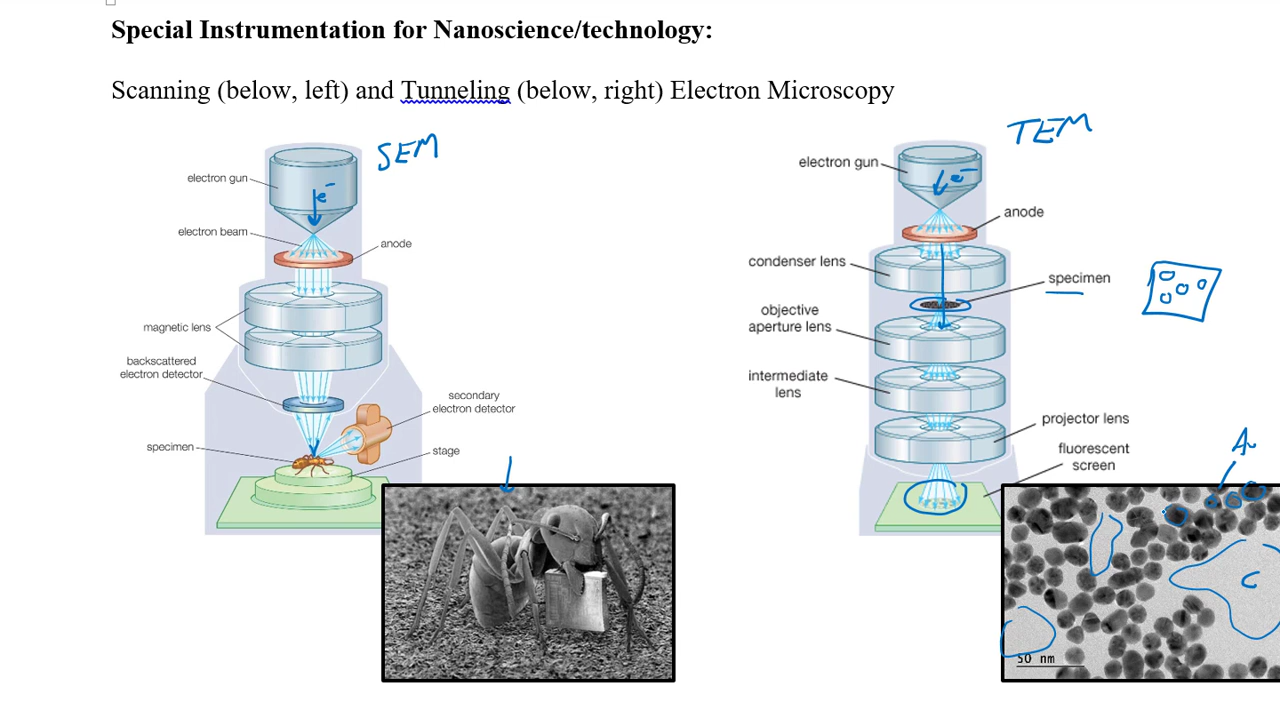 Special Instrumentation for Nanoscience/technology:
Scanning (below, left) and Tunneling (below, right) Electron Microscopy
SEM
electron gun
e⁻
electron beam
anode
magnetic lens
backscattered
electron detector
secondary
electron detector
specimen
stage
TEM
electron gun
e⁻
anode
condenser lens
specimen
objective
aperture lens
intermediate
lens
projector lens
fluorescent
screen
Au
C
50 nm